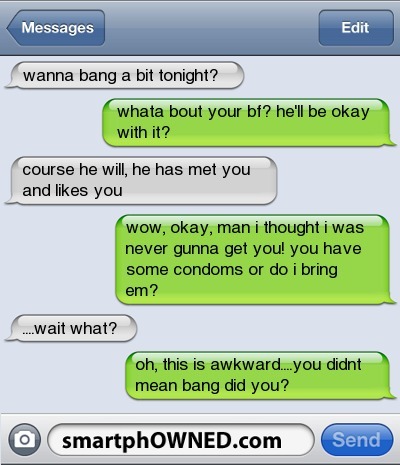 Messages
Edit
wanna bang a bit tonight?
whata bout your bf? he'll be okay
with it?
course he will, he has met you
and likes you
wow, okay, man i thought i was
never gunna get you! you have
some condoms or do i bring
em?
....wait what?
oh, this is awkward....you didnt
mean bang did you?
smartphOWNED.com
Send